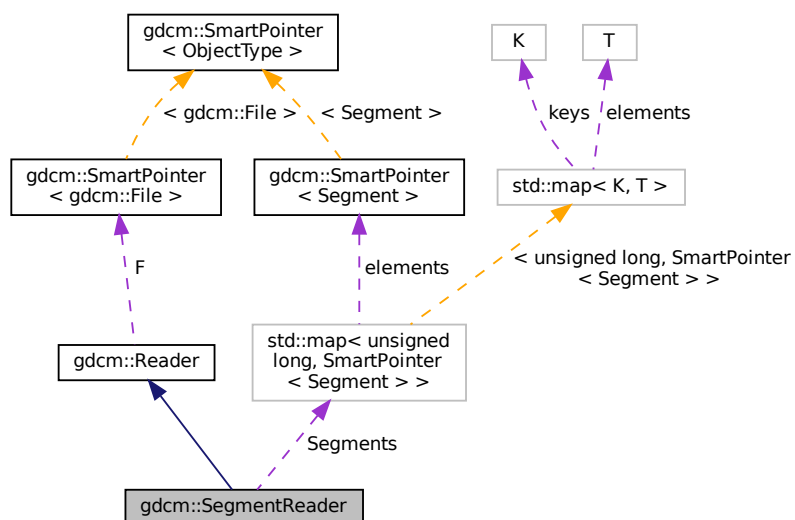 gdcm::SmartPointer
< ObjectType >
K
T
< gdcm::File >
< Segment >
keys
elements
gdcm::SmartPointer
< gdcm::File >
gdcm::SmartPointer
< Segment >
std::map< K, T >
F
elements
< unsigned long, SmartPointer
< Segment > >
gdcm::Reader
std::map< unsigned
long, SmartPointer
< Segment > >
Segments
gdcm::SegmentReader